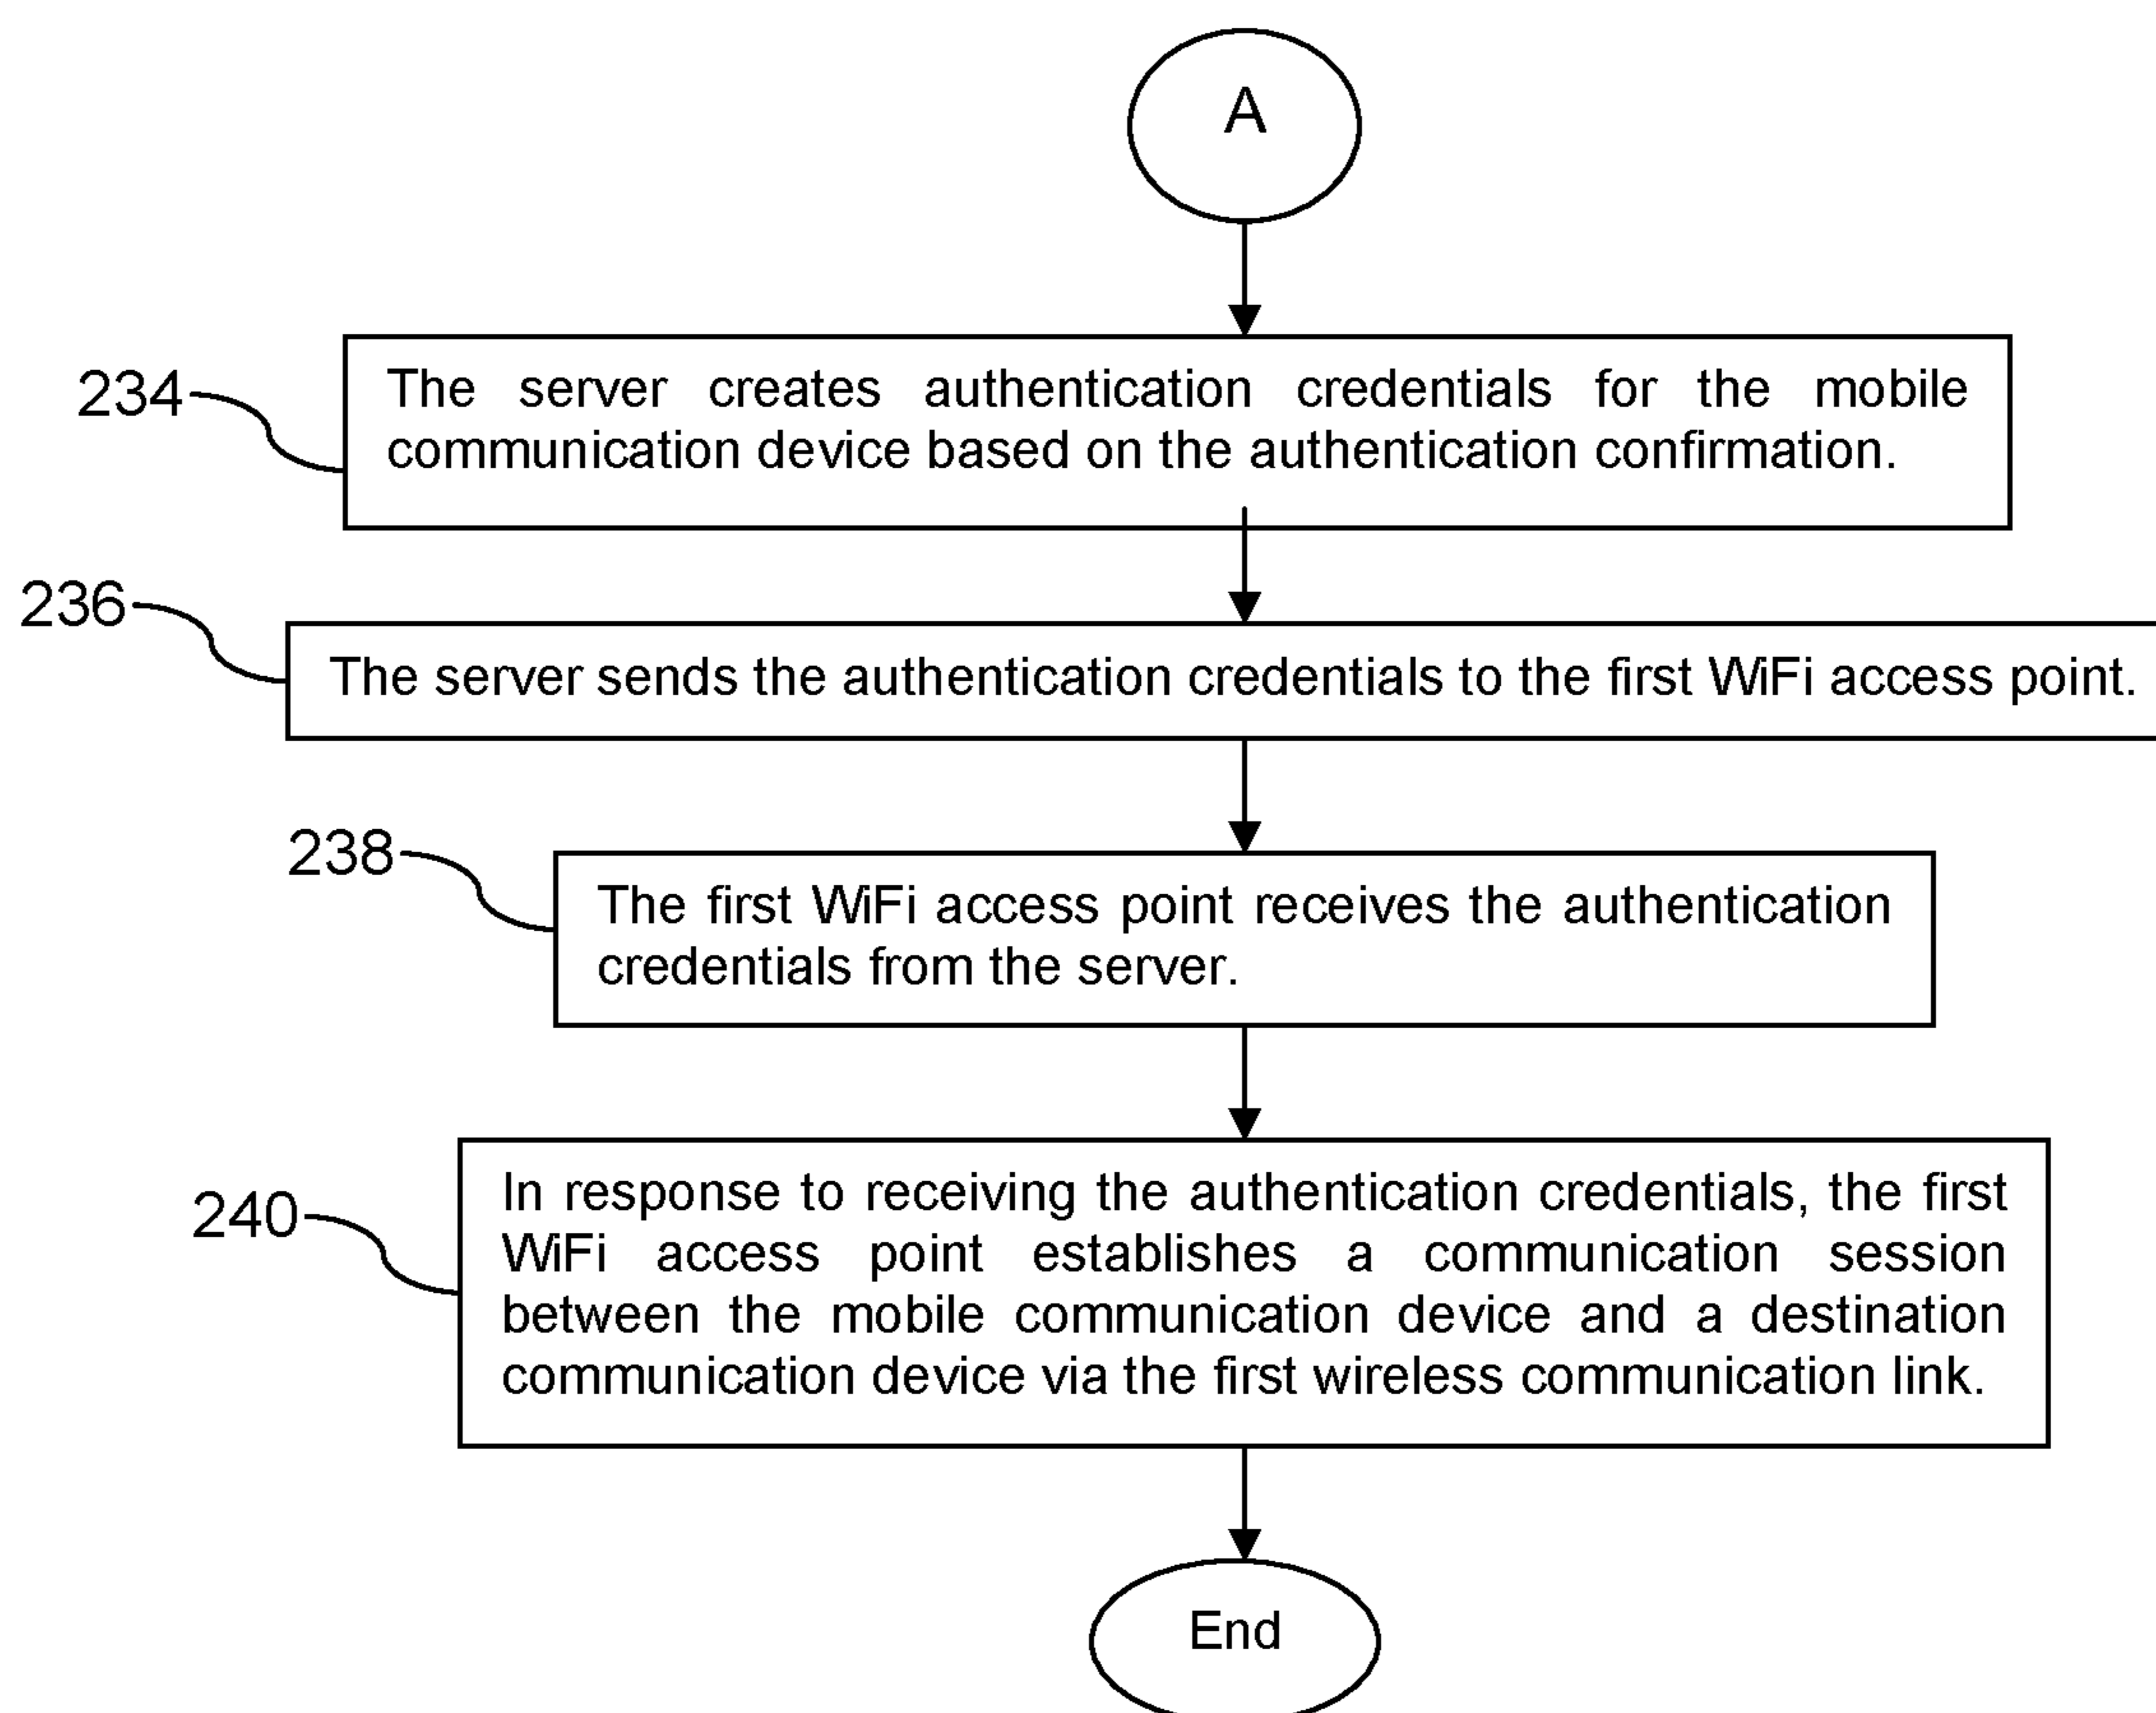 A
234
The server creates authentication credentials for the mobile
communication device based on the authentication confirmation.
236
The server sends the authentication credentials to the first WiFi access point.
238
The first WiFi access point receives the authentication
credentials from the server.
240
In response to receiving the authentication credentials, the first
WiFi access point establishes a communication session
between the mobile communication device and a destination
communication device via the first wireless communication link.
End